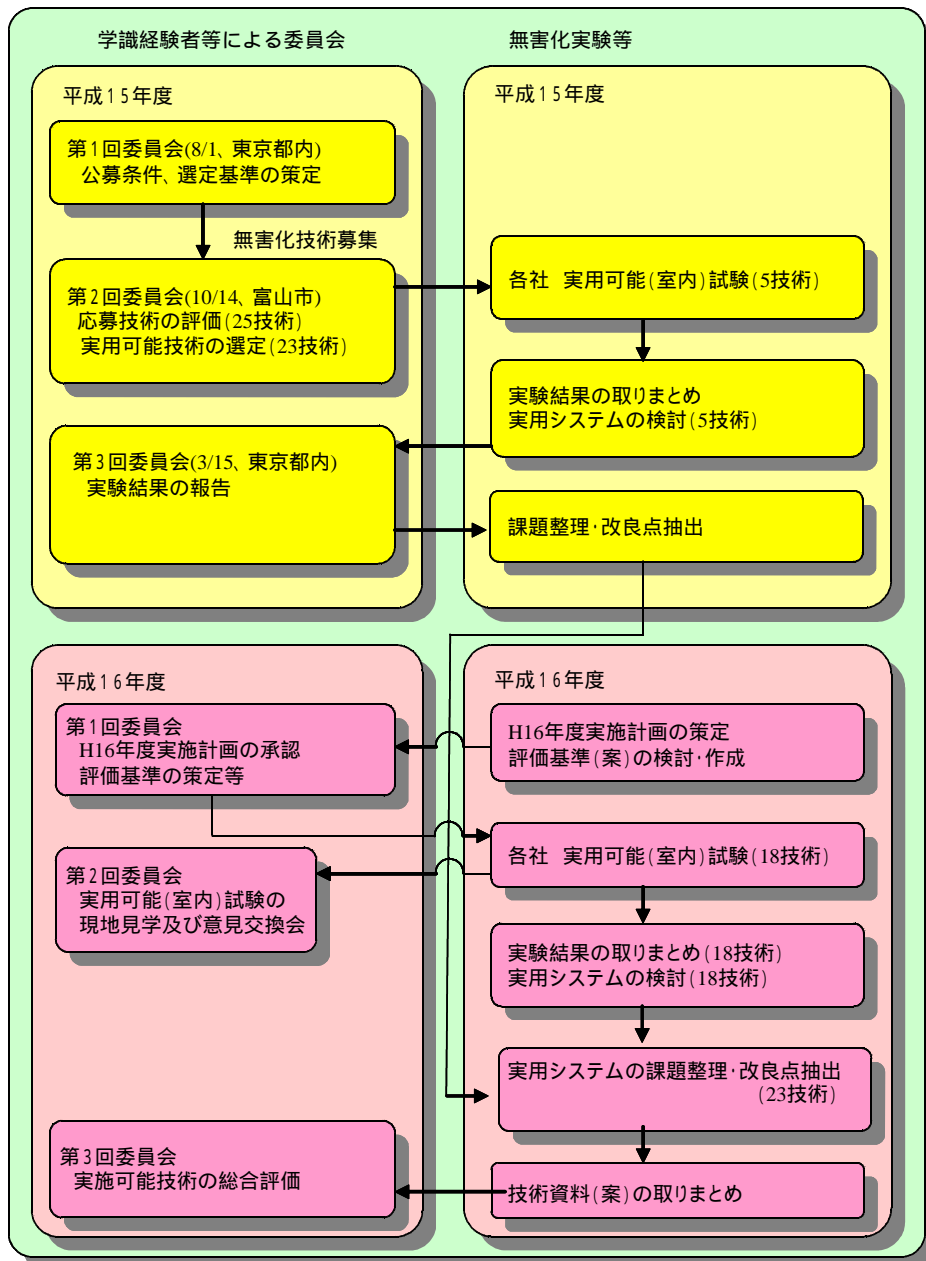 学識経験者等による委員会
無害化実験等
平成15年度
第1回委員会(8/1、東京都内)
公募条件、選定基準の策定
無害化技術募集
第2回委員会(10/14、富山市)
応募技術の評価(25技術)
実用可能技術の選定(23技術)
第3回委員会(3/15、東京都内)
実験結果の報告
平成15年度
各社 実用可能(室内)試験(5技術)
実験結果の取りまとめ
実用システムの検討(5技術)
課題整理・改良点抽出
平成16年度
第1回委員会
H16年度実施計画の承認
評価基準の策定等
第2回委員会
実用可能(室内)試験の
現地見学及び意見交換会
第3回委員会
実施可能技術の総合評価
平成16年度
H16年度実施計画の策定
評価基準(案)の検討・作成
各社 実用可能(室内)試験(18技術)
実験結果の取りまとめ(18技術)
実用システムの検討(18技術)
実用システムの課題整理・改良点抽出
(23技術)
技術資料(案)の取りまとめ